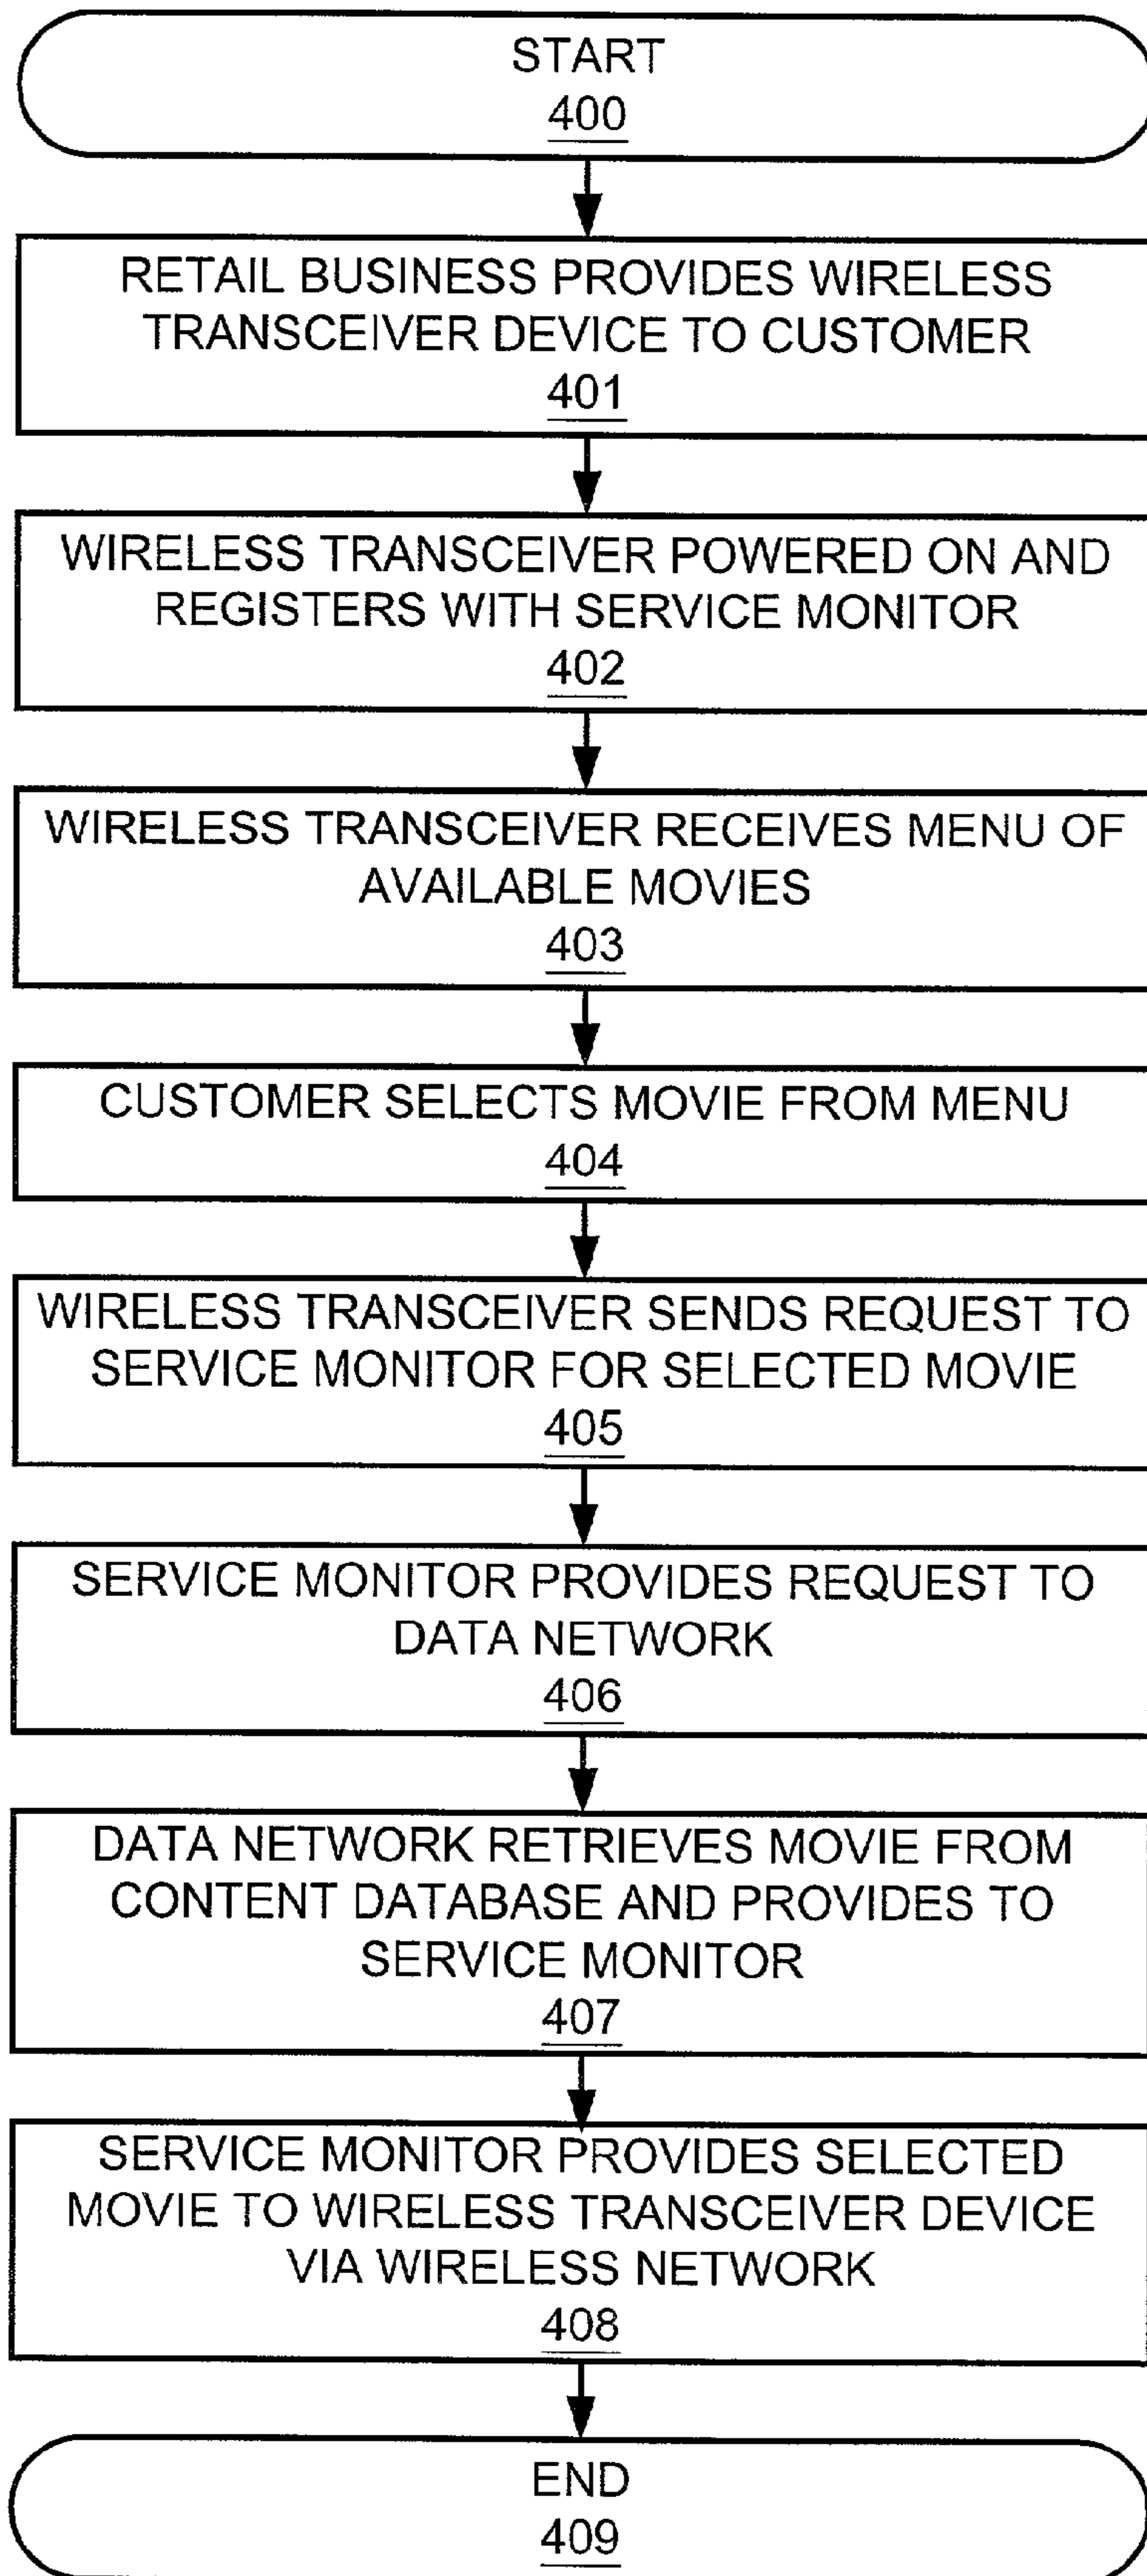 START
400
RETAIL BUSINESS PROVIDES WIRELESS
TRANSCEIVER DEVICE TO CUSTOMER
401
WIRELESS TRANSCEIVER POWERED ON AND
REGISTERS WITH SERVICE MONITOR
402
WIRELESS TRANSCEIVER RECEIVES MENU OF
AVAILABLE MOVIES
403
CUSTOMER SELECTS MOVIE FROM MENU
404
WIRELESS TRANSCEIVER SENDS REQUEST TO
SERVICE MONITOR FOR SELECTED MOVIE
405
SERVICE MONITOR PROVIDES REQUEST TO
DATA NETWORK
406
DATA NETWORK RETRIEVES MOVIE FROM
CONTENT DATABASE AND PROVIDES TO
SERVICE MONITOR
407
SERVICE MONITOR PROVIDES SELECTED
MOVIE TO WIRELESS TRANSCEIVER DEVICE
VIA WIRELESS NETWORK
408
END
409